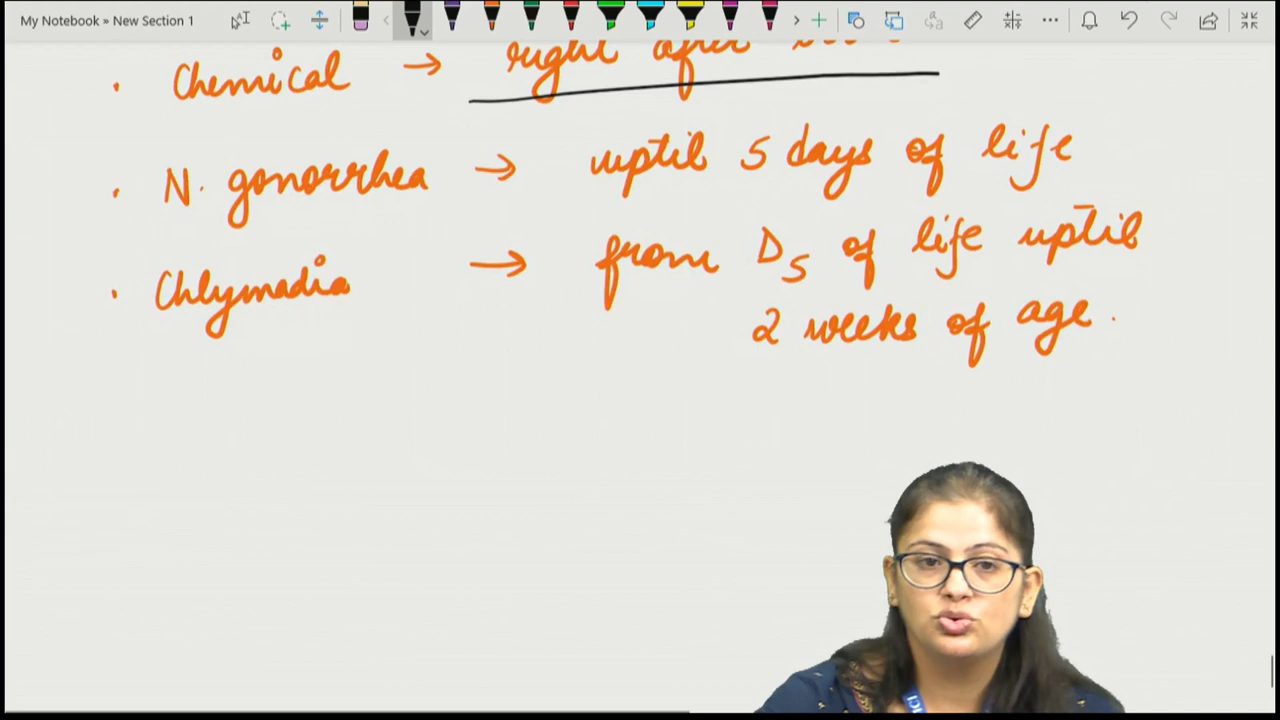 My Notebook » New Section 1
. Chemical → right after
. N. gonorrhea → uptil 5 days of life
. Chlymadia → from D5 of life uptil
2 weeks of age.